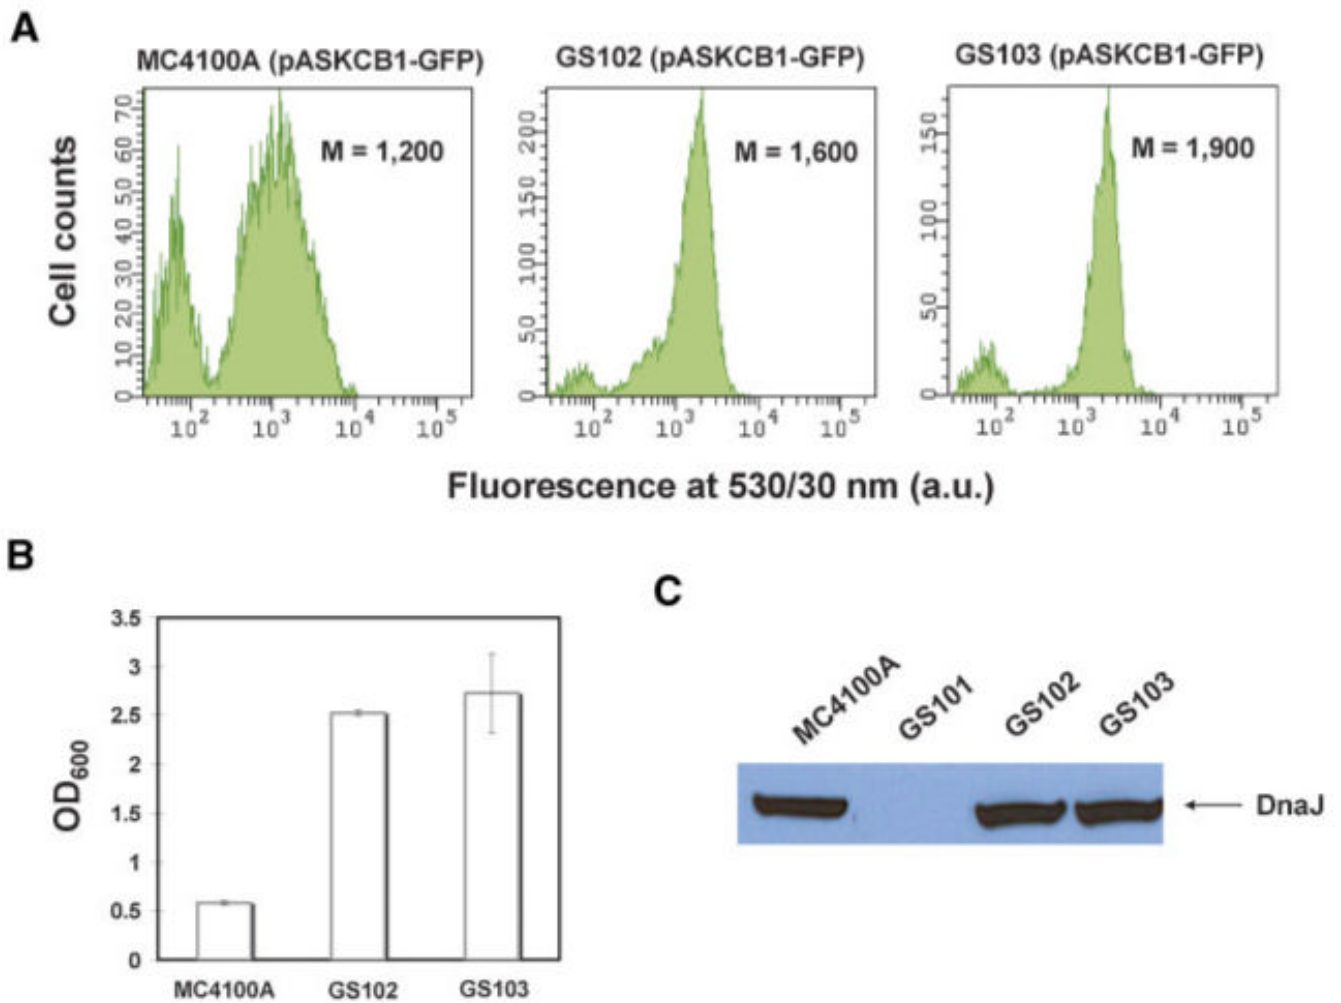 A
MC4100A (pASKCB1-GFP)
GS102 (pASKCB1-GFP)
GS103 (pASKCB1-GFP)
Cell counts
70
60
50
40
30
20
10
0
M = 1,200
10² 10³ 10⁴ 10⁵
200
150
100
50
0
M = 1,600
10² 10³ 10⁴ 10⁵
150
100
50
0
M = 1,900
10² 10³ 10⁴ 10⁵
Fluorescence at 530/30 nm (a.u.)
B
OD₆₀₀
3.5
3
2.5
2
1.5
1
0.5
0
MC4100A GS102 GS103
C
MC4100A GS101 GS102 GS103
DnaJ